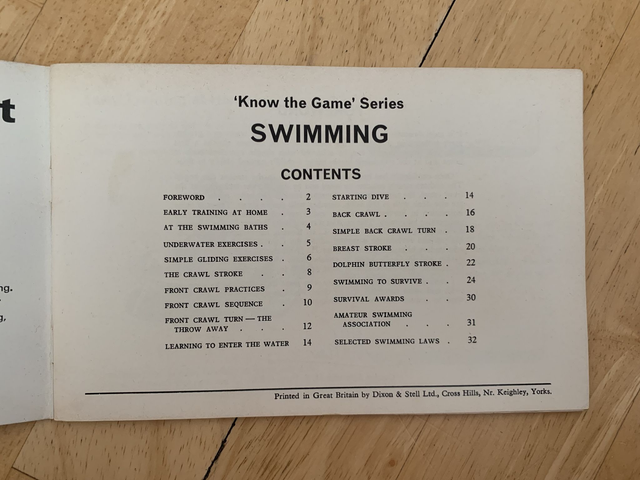 t
ng.
g,
‘Know the Game’ Series
SWIMMING
CONTENTS
FOREWORD . . . . 2
EARLY TRAINING AT HOME . 3
AT THE SWIMMING BATHS . 4
UNDERWATER EXERCISES . . 5
SIMPLE GLIDING EXERCISES . 6
THE CRAWL STROKE . . 8
FRONT CRAWL PRACTICES . 9
FRONT CRAWL SEQUENCE . 10
FRONT CRAWL TURN — THE
THROW AWAY . . . 12
LEARNING TO ENTER THE WATER 14
STARTING DIVE . . . 14
BACK CRAWL . . . . 16
SIMPLE BACK CRAWL TURN . 18
BREAST STROKE . . . 20
DOLPHIN BUTTERFLY STROKE . 22
SWIMMING TO SURVIVE . . 24
SURVIVAL AWARDS . . 30
AMATEUR SWIMMING
ASSOCIATION . . . 31
SELECTED SWIMMING LAWS . 32
Printed in Great Britain by Dixon & Stell Ltd., Cross Hills, Nr. Keighley, Yorks.